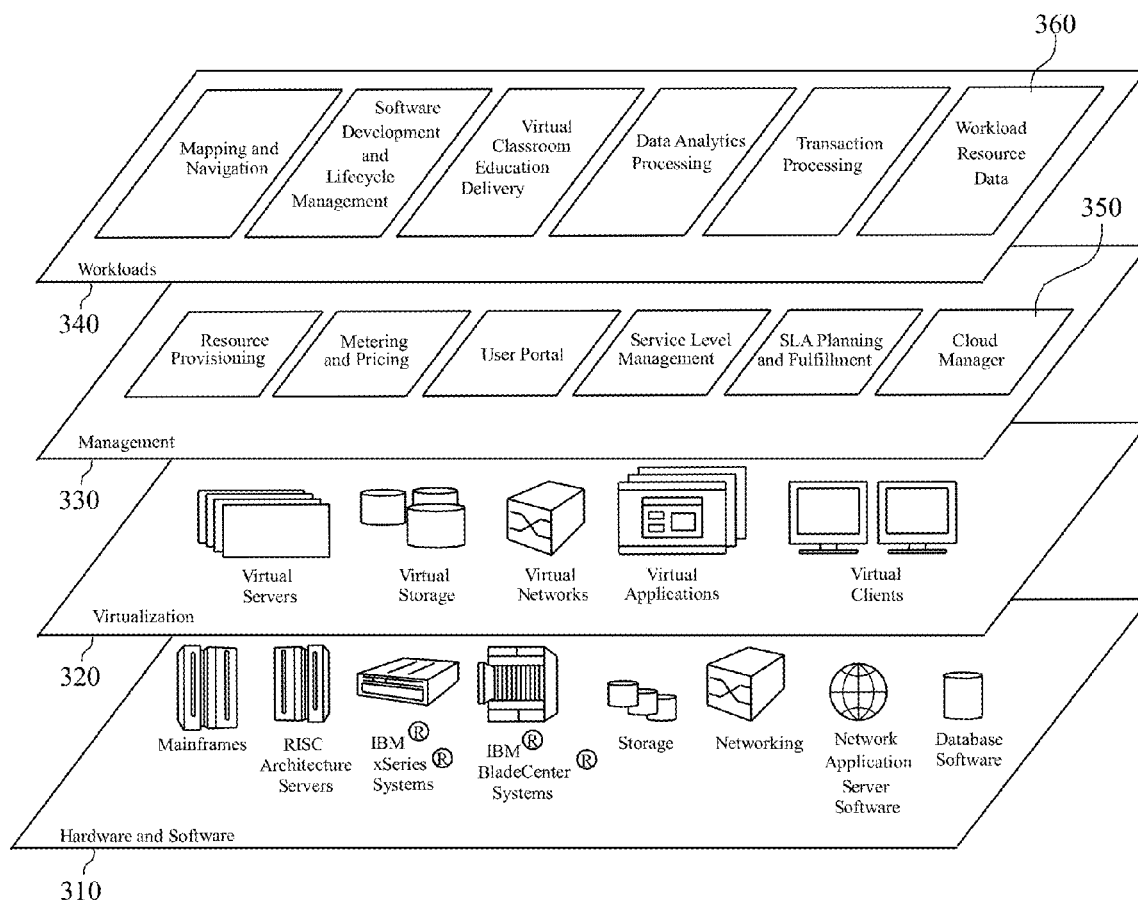 360
Mapping and
Navigation
Software
Development
and
Lifecycle
Management
Virtual
Classroom
Education
Delivery
Data Analytics
Processing
Transaction
Processing
Workload
Resource
Data
350
Workloads
340
Resource
Provisioning
Metering
and Pricing
User Portal
Service Level
Management
SLA Planning
and Fulfillment
Cloud
Manager
Management
330
Virtual
Servers
Virtual
Storage
Virtual
Networks
Virtual
Applications
Virtual
Clients
Virtualization
320
Mainframes
RISC
Architecture
Servers
IBM ®
xSeries ®
Systems
IBM ®
BladeCenter ®
Systems
Storage
Networking
Network
Application
Server
Software
Database
Software
Hardware and Software
310